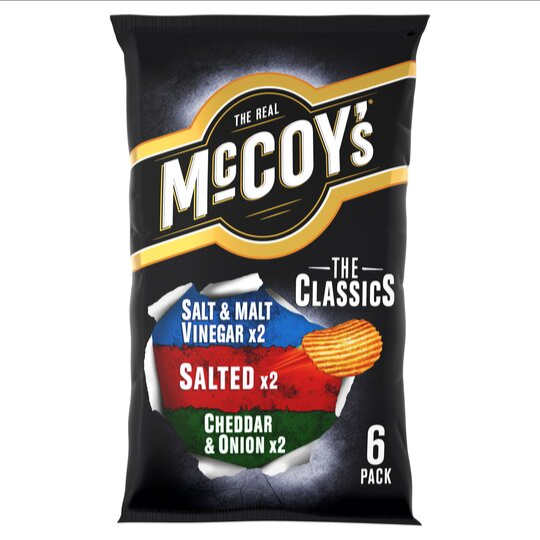 THE REAL
McCOY's
THE
CLASSICS
SALT & MALT
VINEGAR x2
SALTED x2
CHEDDAR
& ONION x2
6
PACK